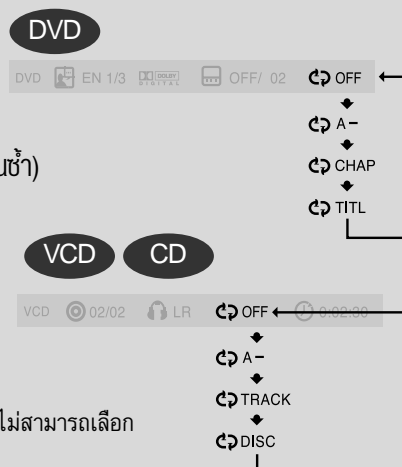 DVD
DVD EN 1/3 DOLBY DIGITAL OFF/ 02 OFF
A-
CHAP
TITL
นซ้ำ)
VCD CD
VCD 02/02 LR OFF 0:02:30
A-
TRACK
DISC
ไม่สามารถเลือก